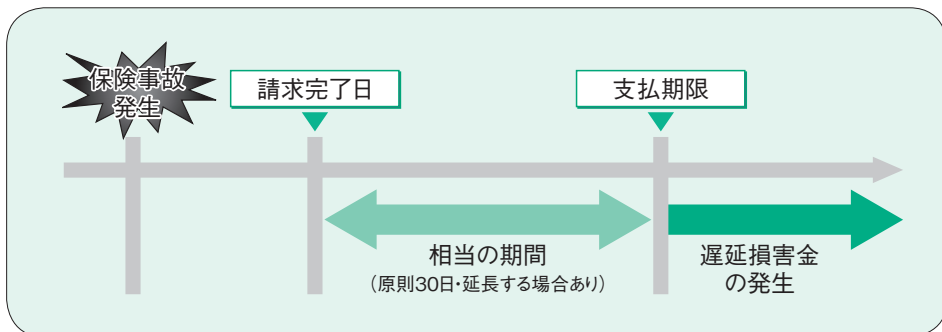 保険事故
発生
請求完了日
支払期限
相当の期間
(原則30日・延長する場合あり)
遅延損害金
の発生